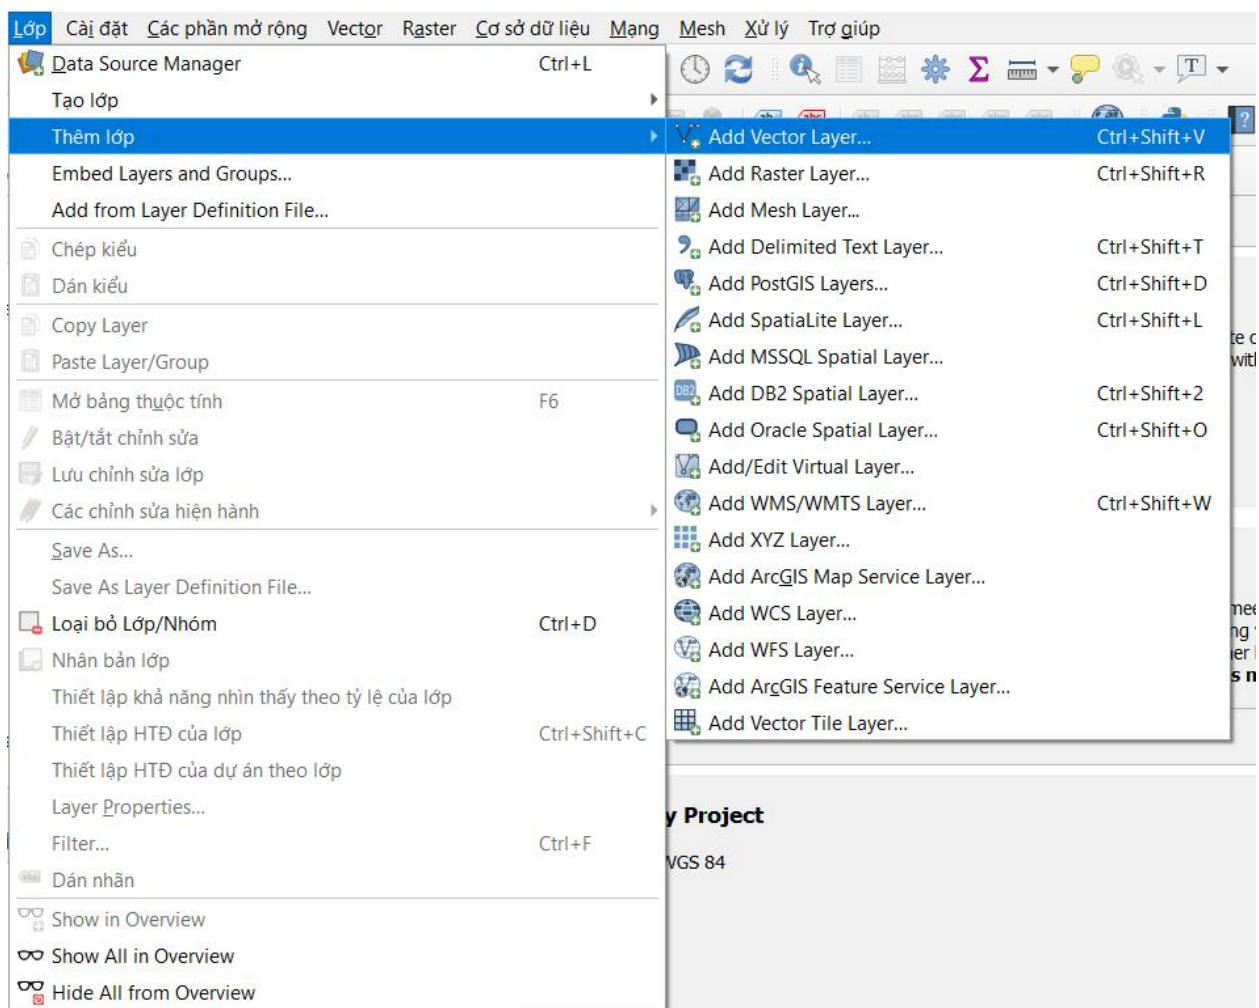 Lớp Cài đặt Các phần mở rộng Vector Raster Cơ sở dữ liệu Mạng Mesh Xử lý Trợ giúp
Data Source Manager Ctrl+L
Tạo lớp
Thêm lớp
Embed Layers and Groups...
Add from Layer Definition File...
Chép kiểu
Dán kiểu
Copy Layer
Paste Layer/Group
Mở bảng thuộc tính F6
Bật/tắt chỉnh sửa
Lưu chỉnh sửa lớp
Các chỉnh sửa hiện hành
Save As...
Save As Layer Definition File...
Loại bỏ Lớp/Nhóm Ctrl+D
Nhân bản lớp
Thiết lập khả năng nhìn thấy theo tỷ lệ của lớp
Thiết lập HTĐ của lớp Ctrl+Shift+C
Thiết lập HTĐ của dự án theo lớp
Layer Properties...
Filter... Ctrl+F
Dán nhãn
Show in Overview
Show All in Overview
Hide All from Overview
Add Vector Layer... Ctrl+Shift+V
Add Raster Layer... Ctrl+Shift+R
Add Mesh Layer...
Add Delimited Text Layer... Ctrl+Shift+T
Add PostGIS Layers... Ctrl+Shift+D
Add SpatiaLite Layer... Ctrl+Shift+L
Add MSSQL Spatial Layer...
Add DB2 Spatial Layer... Ctrl+Shift+2
Add Oracle Spatial Layer... Ctrl+Shift+O
Add/Edit Virtual Layer...
Add WMS/WMTS Layer... Ctrl+Shift+W
Add XYZ Layer...
Add ArcGIS Map Service Layer...
Add WCS Layer...
Add WFS Layer...
Add ArcGIS Feature Service Layer...
Add Vector Tile Layer...
y Project
WGS 84